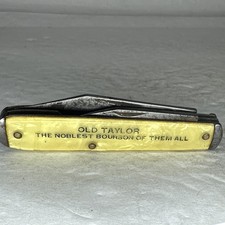 OLD TAYLOR
THE NOBLEST BOURBON OF THEM ALL